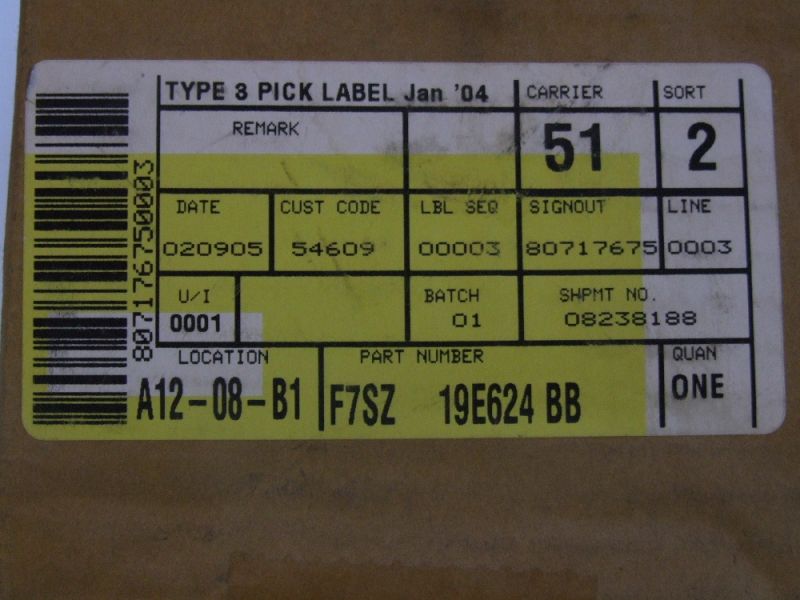 TYPE 3 PICK LABEL Jan '04 CARRIER SORT
REMARK 51 2
DATE CUST CODE LBL SEQ SIGNOUT LINE
020905 54609 00003 80717675 0003
U/I BATCH SHPMT NO.
0001 01 08238188
LOCATION PART NUMBER QUAN
A12-08-B1 F7SZ 19E624 BB ONE
807176750003